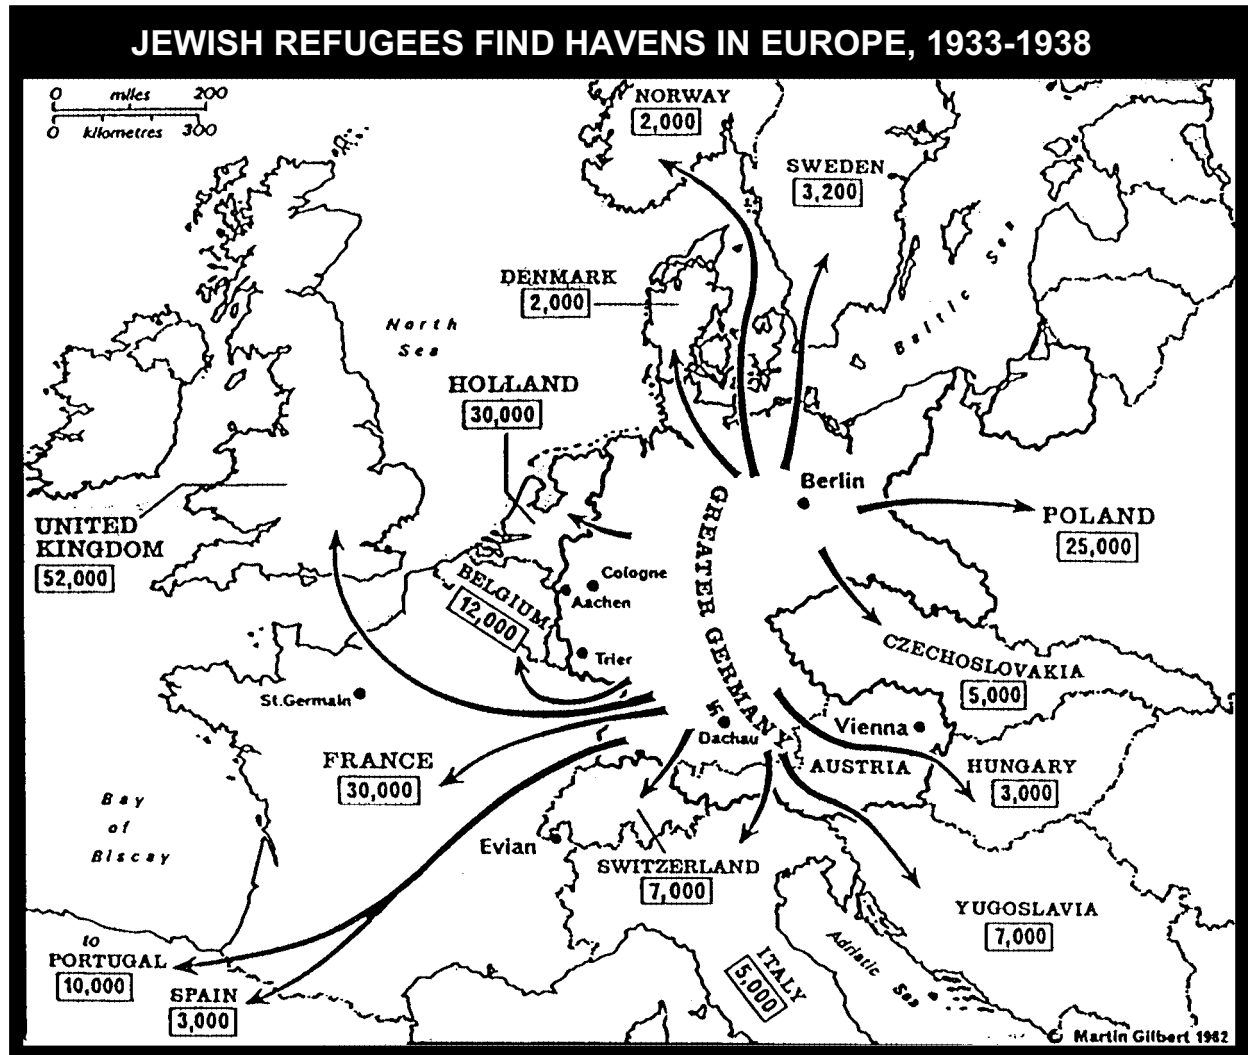 JEWISH REFUGEES FIND HAVENS IN EUROPE, 1933-1938
0 miles 200
0 kilometres 300
NORWAY
2,000
SWEDEN
3,200
DENMARK
2,000
North
Sea
Baltic Sea
HOLLAND
30,000
Berlin
UNITED
KINGDOM
52,000
GREATER GERMANY
POLAND
25,000
Cologne
Aachen
BELGIUM
12,000
Trier
CZECHOSLOVAKIA
5,000
St.Germain
Vienna
Dachau
FRANCE
30,000
AUSTRIA
HUNGARY
3,000
Bay
of
Biscay
Evian
SWITZERLAND
7,000
YUGOSLAVIA
7,000
to
PORTUGAL
10,000
SPAIN
3,000
ITALY
5,000
Adriatic Sea
© Martin Gilbert 1982